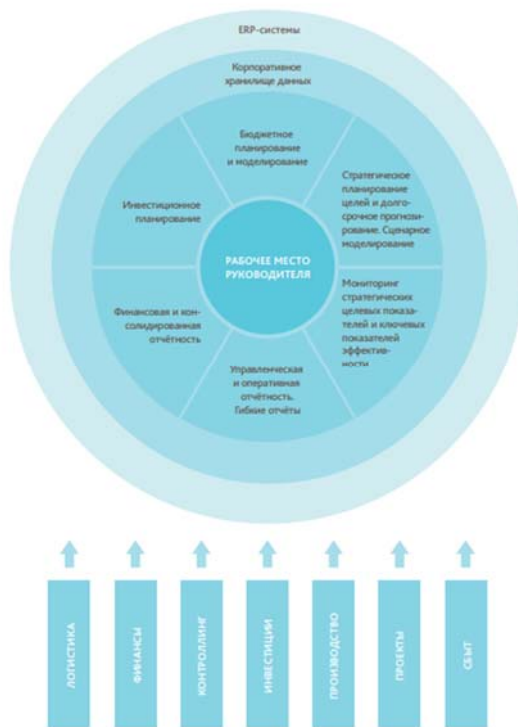 ERP-системы
Корпоративное
хранилище данных
Бюджетное
планирование
и моделирование
Инвестиционное
планирование
Стратегическое
планирование
целей и долго-
срочное прогнози-
рование. Сценарное
моделирование
РАБОЧЕЕ МЕСТО
РУКОВОДИТЕЛЯ
Финансовая и кон-
солидированная
отчётность
Мониторинг
стратегических
целевых показа-
телей и ключевых
показателей
эффектив-
ности
Управленческая
и оперативная
отчётность.
Гибкие отчёты
ЛОГИСТИКА
ФИНАНСЫ
КОНТРОЛЛИНГ
ИНВЕСТИЦИИ
ПРОИЗВОДСТВО
ПРОЕКТЫ
СБЫТ